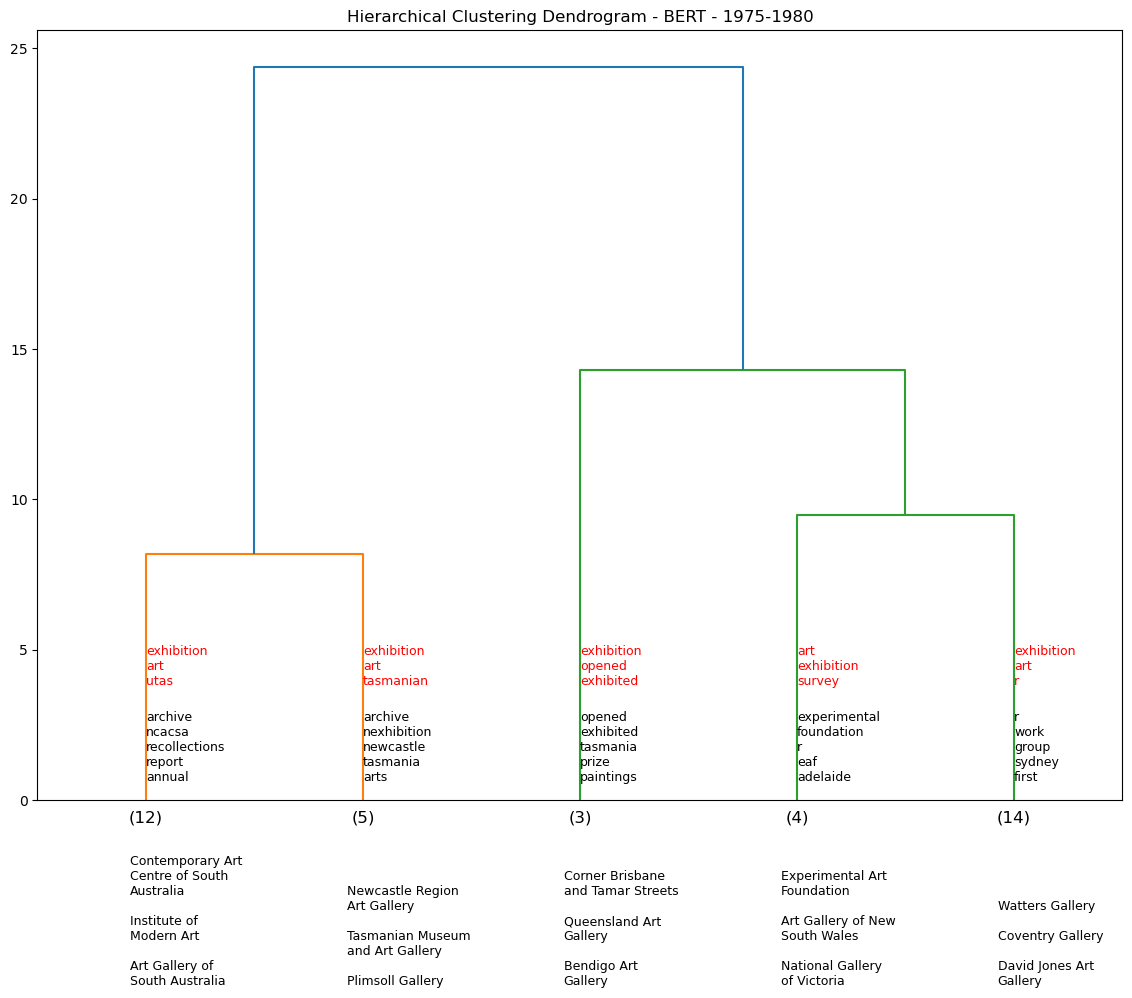 Hierarchical Clustering Dendrogram - BERT - 1975-1980
25
20
15
10
5
0
exhibition
art
utas
archive
ncacsa
recollections
report
annual
exhibition
art
tasmanian
archive
nexhibition
newcastle
tasmania
arts
exhibition
opened
exhibited
opened
exhibited
tasmania
prize
paintings
art
exhibition
survey
experimental
foundation
r
eaf
adelaide
exhibition
art
r
r
work
group
sydney
first
(12)
(5)
(3)
(4)
(14)
Contemporary Art
Centre of South
Australia
Institute of
Modern Art
Art Gallery of
South Australia
Newcastle Region
Art Gallery
Tasmanian Museum
and Art Gallery
Plimsoll Gallery
Corner Brisbane
and Tamar Streets
Queensland Art
Gallery
Bendigo Art
Gallery
Experimental Art
Foundation
Art Gallery of New
South Wales
National Gallery
of Victoria
Watters Gallery
Coventry Gallery
David Jones Art
Gallery